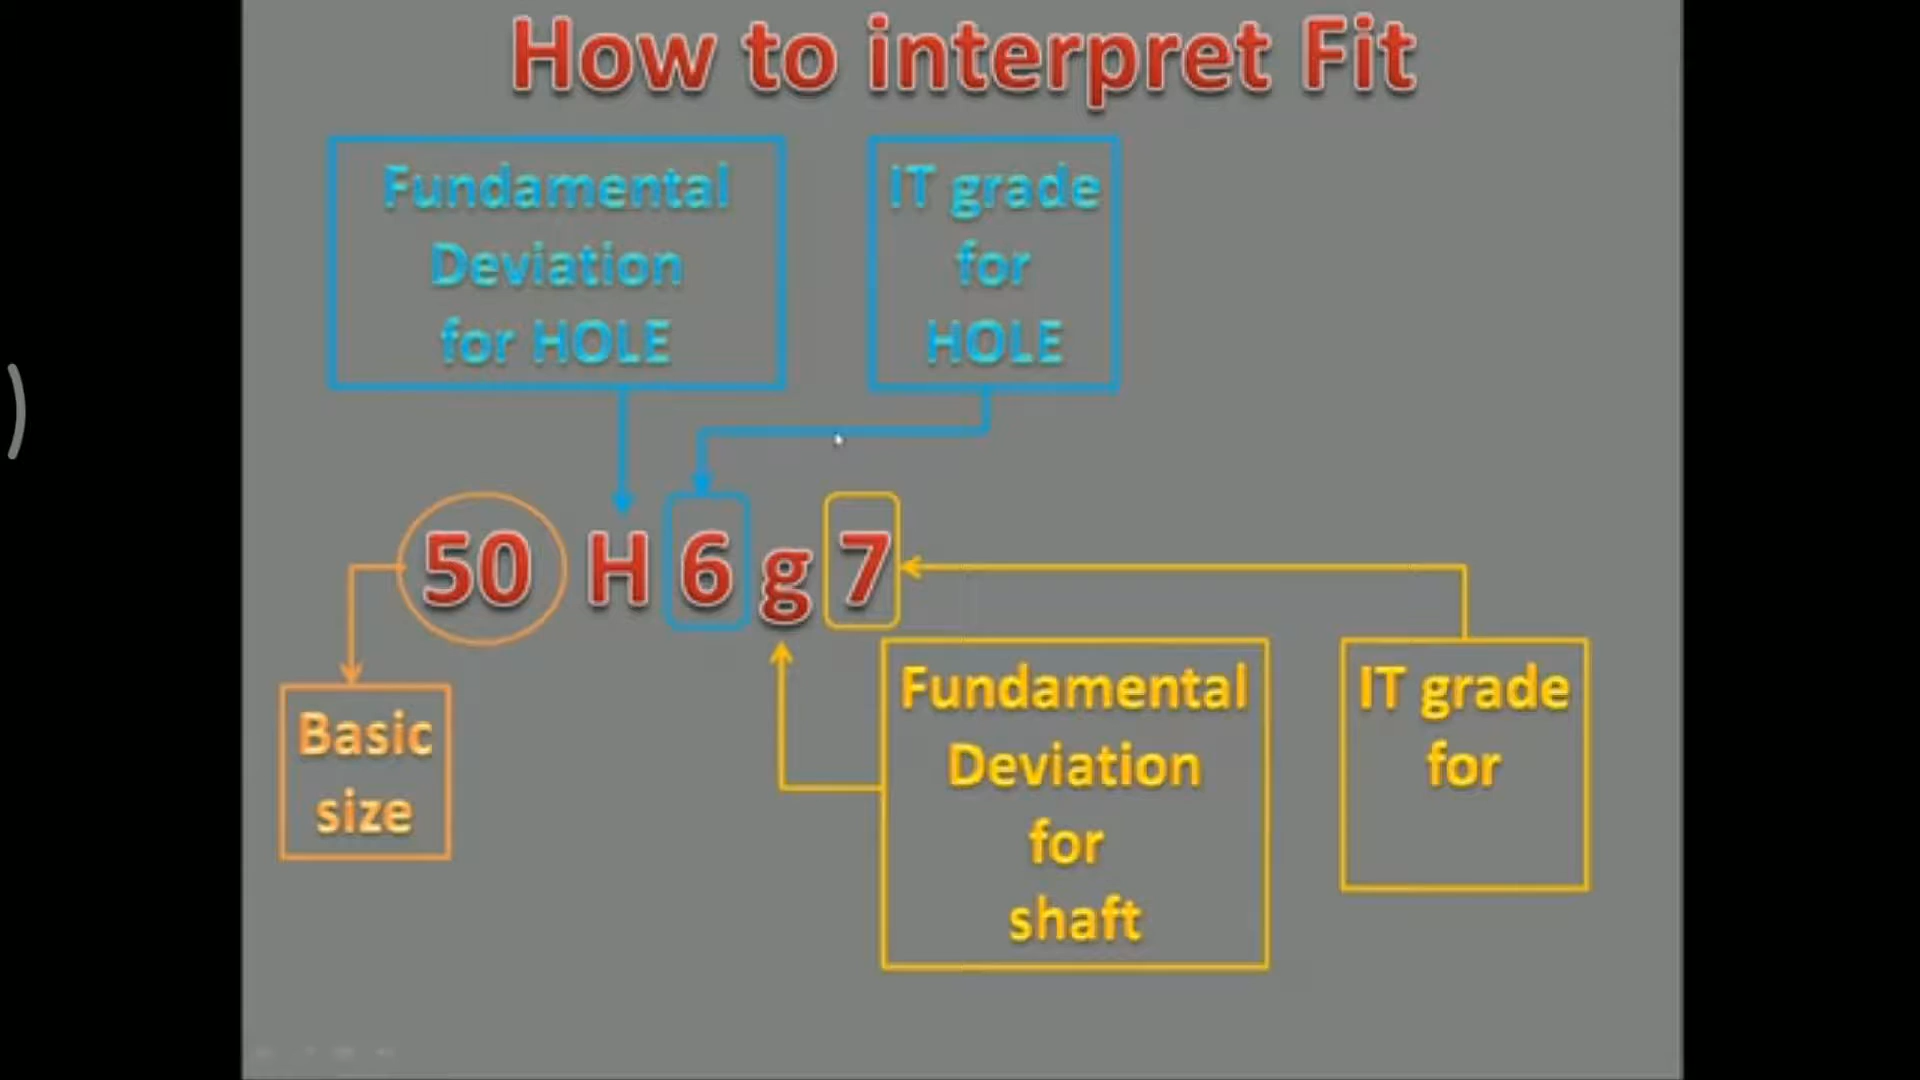 How to interpret Fit
Fundamental
Deviation
for HOLE
IT grade
for
HOLE
50 H 6 g 7
Basic
size
Fundamental
Deviation
for
shaft
IT grade
for